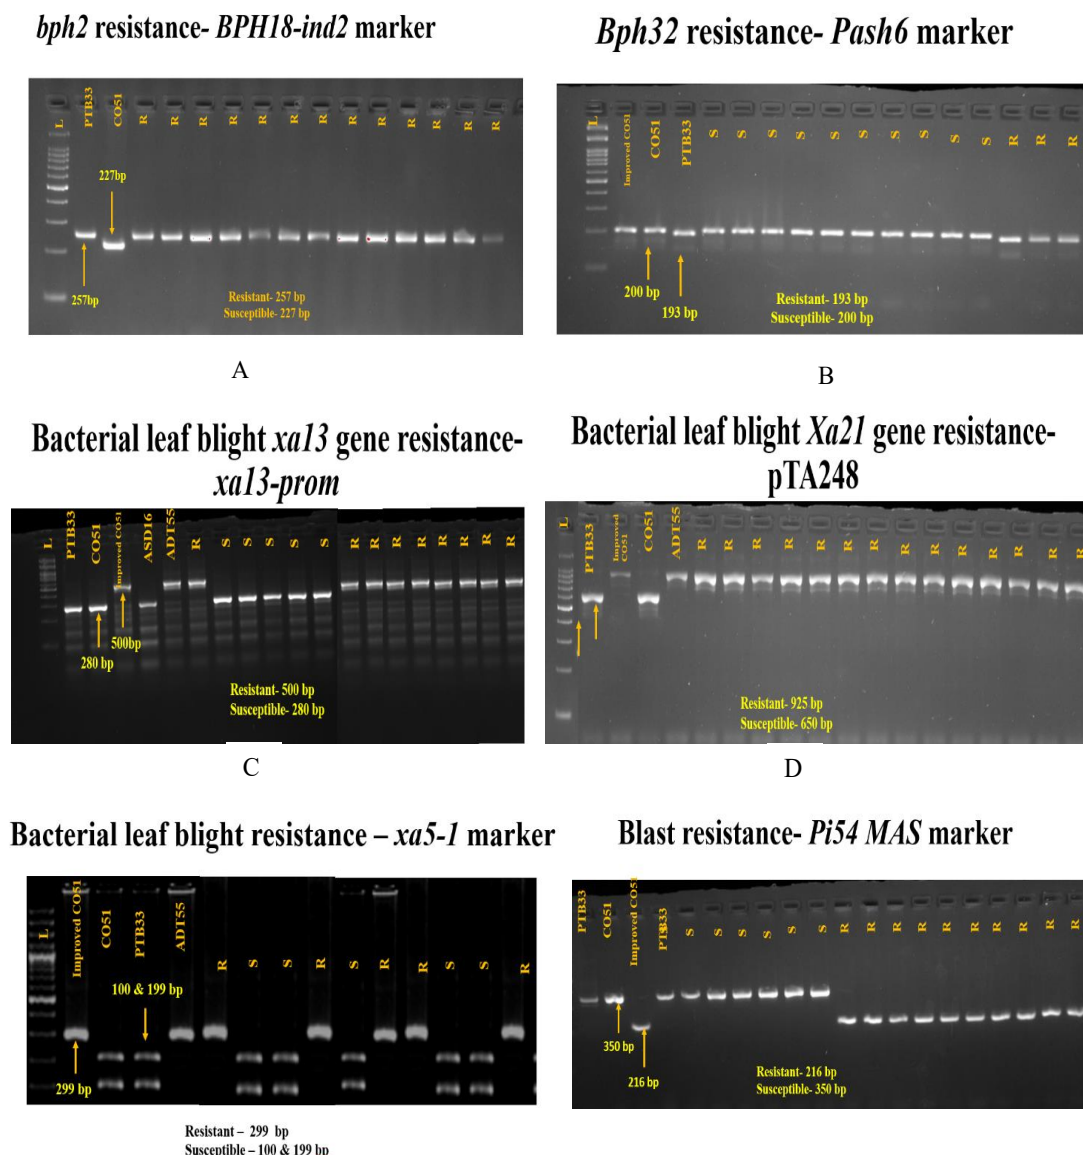 bph2 resistance- BPH18-ind2 marker
L PTB33 CO51 R R R R R R R R R R R R R
227bp
257bp
Resistant- 257 bp
Susceptible- 227 bp
A
Bph32 resistance- Pash6 marker
L Improved CO51 CO51 PTB33 S S S S S S S S S S R R R
200 bp
193 bp
Resistant- 193 bp
Susceptible- 200 bp
B
Bacterial leaf blight xa13 gene resistance-
xa13-prom
L PTB33 CO51 Improved CO51 ASD16 ADT55 R S S S S S R R R R R R R R
500bp
280 bp
Resistant- 500 bp
Susceptible- 280 bp
C
Bacterial leaf blight Xa21 gene resistance-
pTA248
L PTB33 Improved CO51 CO51 ADT55 R R R R R R R R R R R R R R
Resistant- 925 bp
Susceptible- 650 bp
D
Bacterial leaf blight resistance – xa5-1 marker
L Improved CO51 CO51 PTB33 ADT55 R S S R S R R S S R
100 & 199 bp
299 bp
Resistant – 299 bp
Susceptible – 100 & 199 bp
Blast resistance- Pi54 MAS marker
PTB33 CO51 Improved CO51 PTB33 S S S S S S S R R R R R R R R R R
350 bp
216 bp
Resistant- 216 bp
Susceptible- 350 bp